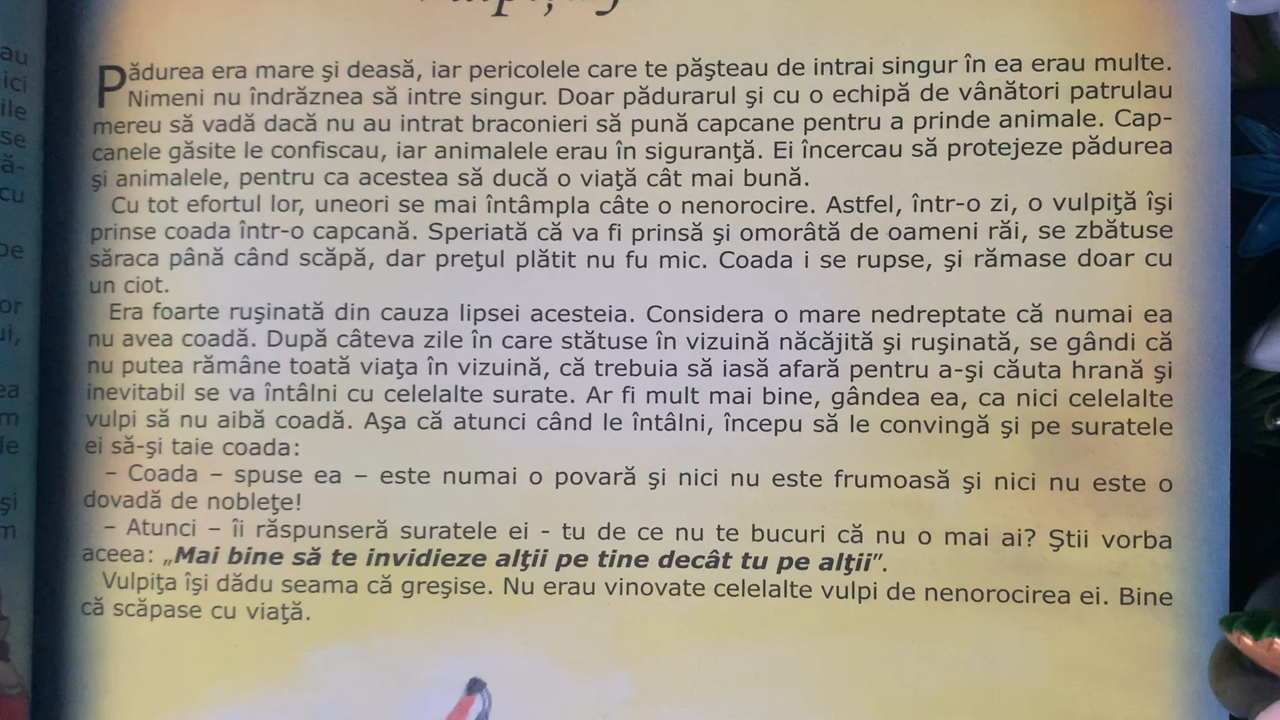 Pădurea era mare şi deasă, iar pericolele care te păşteau de intrai singur în ea erau multe.
Nimeni nu îndrăznea să intre singur. Doar pădurarul şi cu o echipă de vânători patrulau
mereu să vadă dacă nu au intrat braconieri să pună capcane pentru a prinde animale. Cap-
canele găsite le confiscau, iar animalele erau în siguranţă. Ei încercau să protejeze pădurea
şi animalele, pentru ca acestea să ducă o viaţă cât mai bună.
Cu tot efortul lor, uneori se mai întâmpla câte o nenorocire. Astfel, într-o zi, o vulpiţă îşi
prinse coada într-o capcană. Speriată că va fi prinsă şi omorâtă de oameni răi, se zbătuse
săraca până când scăpă, dar preţul plătit nu fu mic. Coada i se rupse, şi rămase doar cu
un ciot.
Era foarte ruşinată din cauza lipsei acesteia. Considera o mare nedreptate că numai ea
nu avea coadă. După câteva zile în care stătuse în vizuină năcăjită şi ruşinată, se gândi că
nu putea rămâne toată viaţa în vizuină, că trebuia să iasă afară pentru a-şi căuta hrană şi
inevitabil se va întâlni cu celelalte surate. Ar fi mult mai bine, gândea ea, ca nici celelalte
vulpi să nu aibă coadă. Aşa că atunci când le întâlni, începu să le convingă şi pe suratele
ei să-şi taie coada:
– Coada – spuse ea – este numai o povară şi nici nu este frumoasă şi nici nu este o
dovadă de nobleţe!
– Atunci – îi răspunseră suratele ei - tu de ce nu te bucuri că nu o mai ai? Ştii vorba
aceea: „Mai bine să te invidieze alţii pe tine decât tu pe alţii”.
Vulpiţa îşi dădu seama că greşise. Nu erau vinovate celelalte vulpi de nenorocirea ei. Bine
că scăpase cu viaţă.